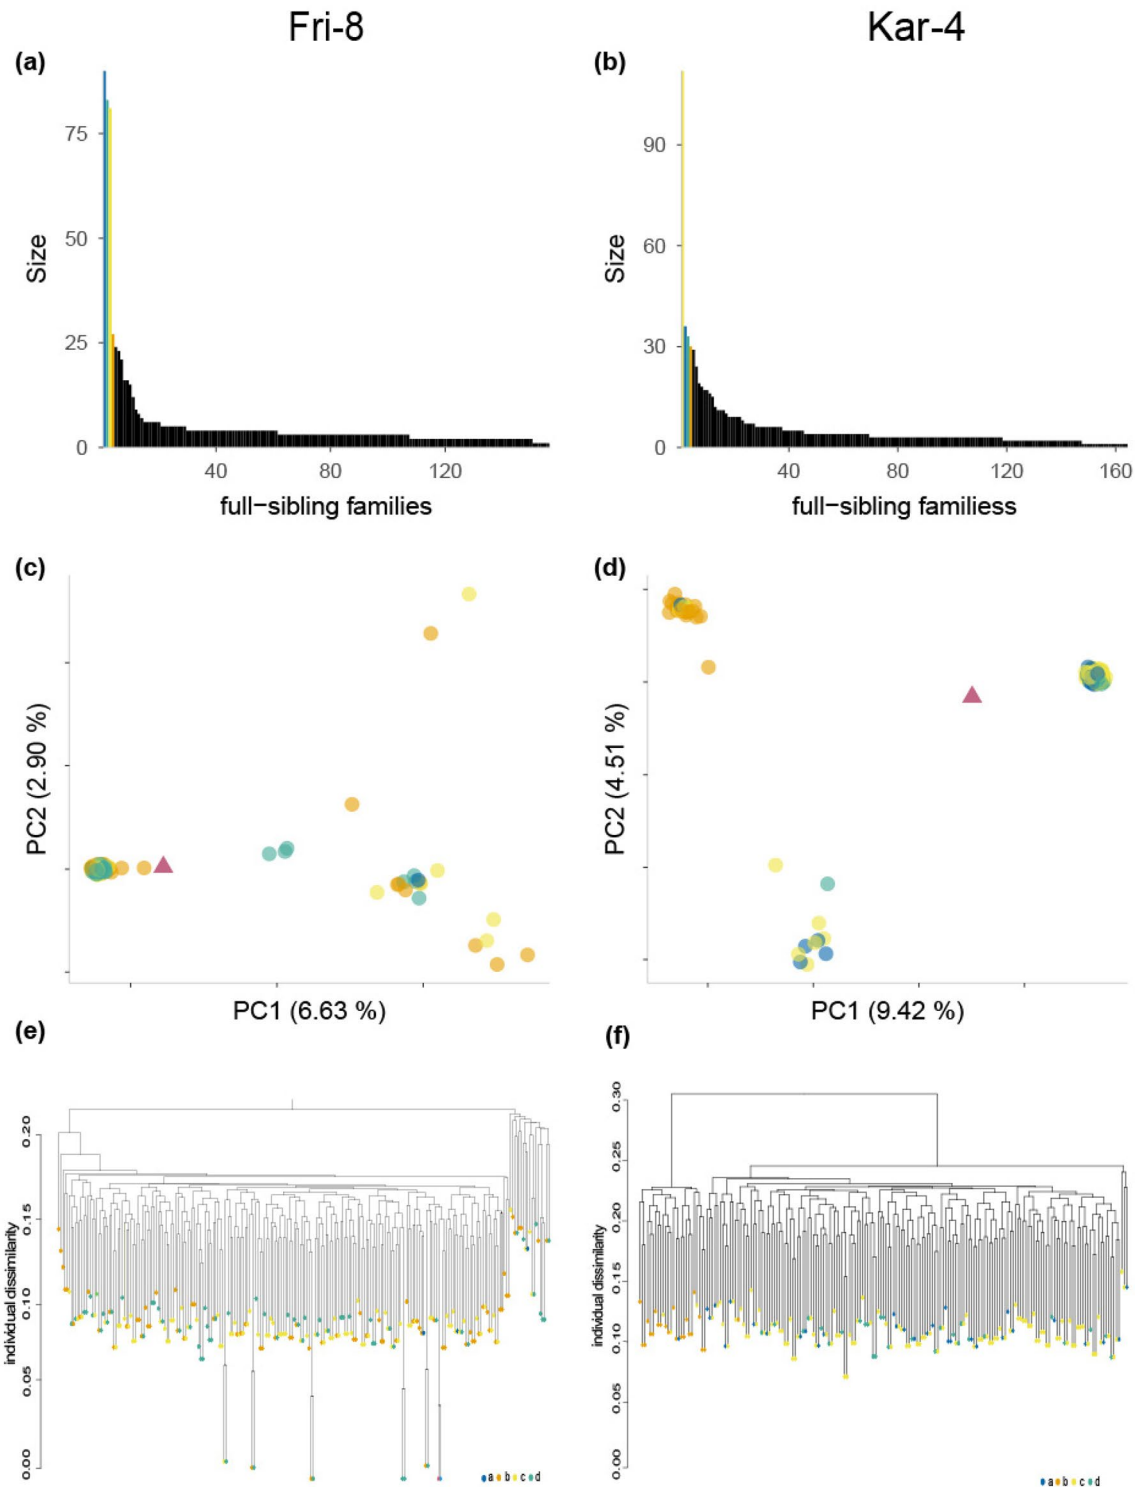 Fri-8
Kar-4
(a)
(b)
Size
75
50
25
0
40
80
120
full−sibling families
Size
90
60
30
0
40
80
120
160
full−sibling familiess
(c)
(d)
PC2 (2.90 %)
PC1 (6.63 %)
PC2 (4.51 %)
PC1 (9.42 %)
(e)
(f)
individual dissimilarity
0.20
0.15
0.10
0.05
0.00
a b c d
individual dissimilarity
0.30
0.25
0.20
0.15
0.10
0.05
0.00
a b c d